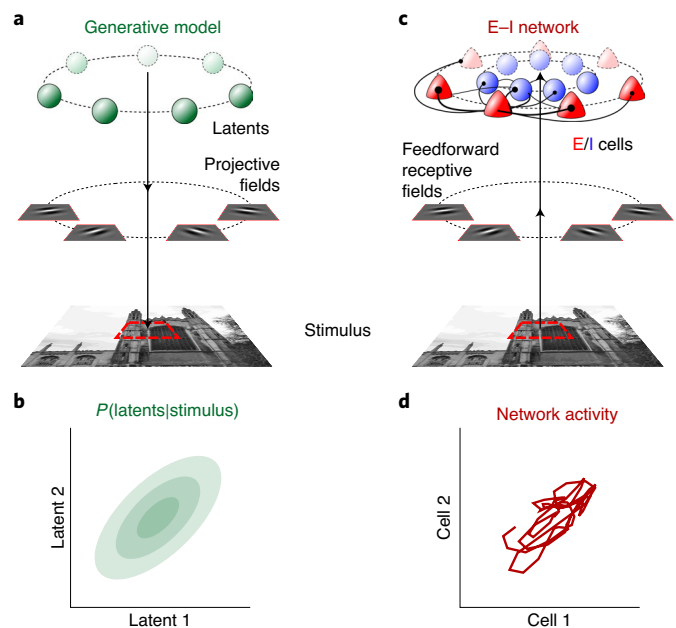 a
Generative model
Latents
Projective
fields
Stimulus
b
P(latents|stimulus)
Latent 2
Latent 1
c
E–I network
E/I cells
Feedforward
receptive
fields
d
Network activity
Cell 2
Cell 1